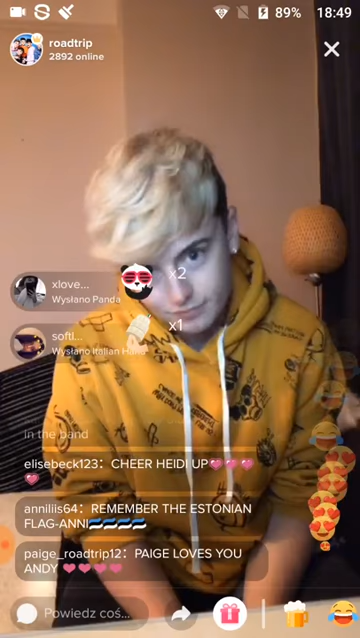 89% 18:49
roadtrip
2892 online
xlove...
Wysłano Panda
x2
softl...
Wysłano Italian Hand
x1
in the band
elisebeck123: CHEER HEIDI UP💗💗💗
💗
anniliis64: REMEMBER THE ESTONIAN
FLAG-ANNI🇪🇪🇪🇪🇪🇪🇪🇪
paige_roadtrip12: PAIGE LOVES YOU
ANDY 💗💗💗💗
Powiedz coś...